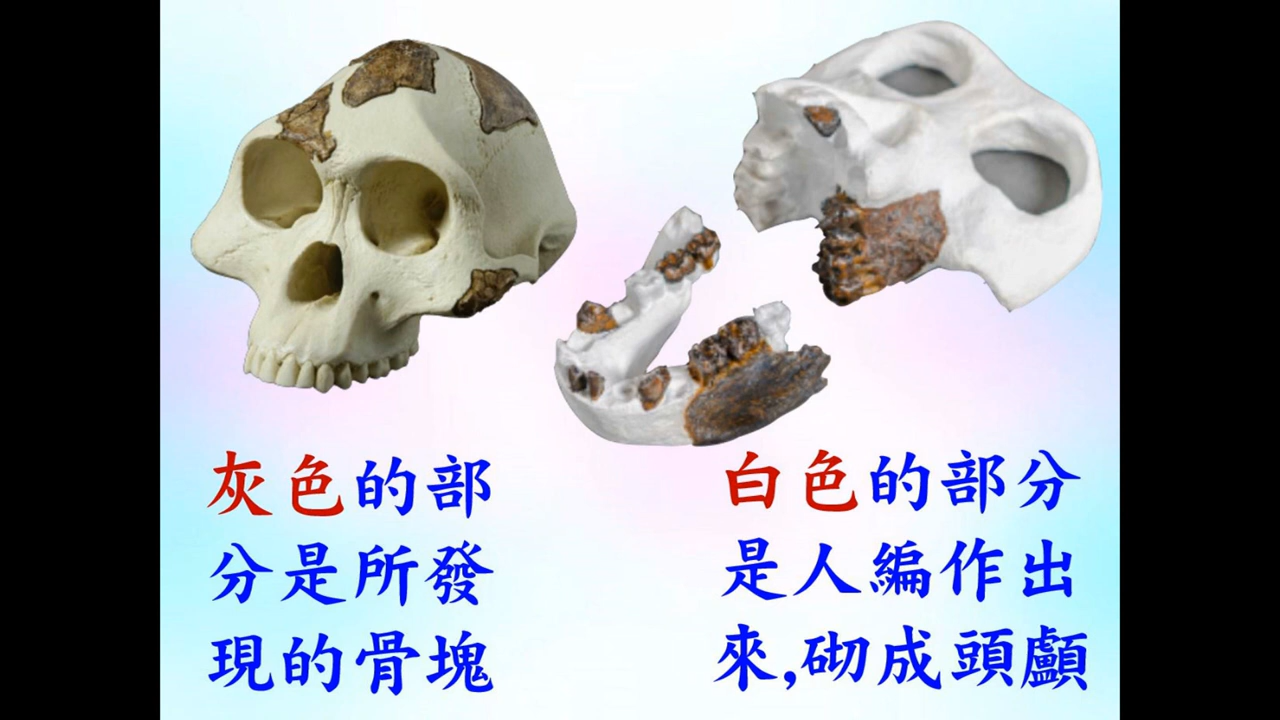 灰色的部
分是所發
現的骨塊
白色的部分
是人編作出
來,砌成頭顱